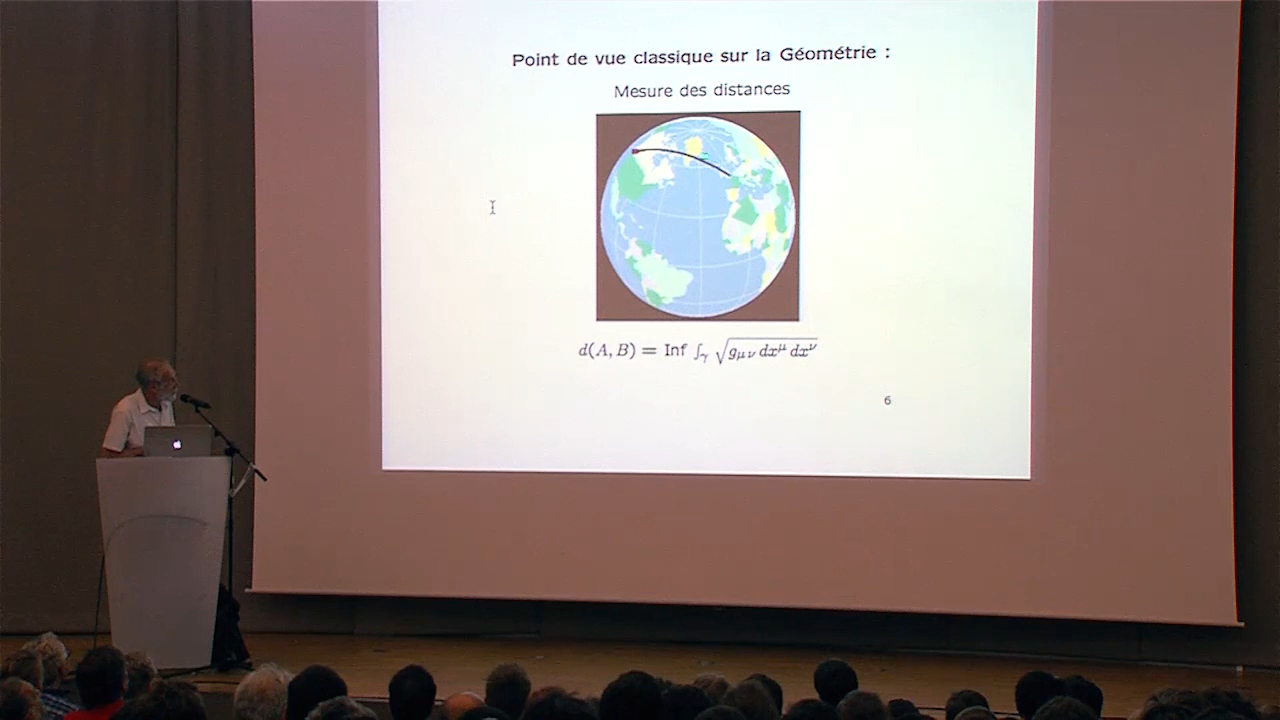 Point de vue classique sur la Géométrie :
Mesure des distances
d(A, B) = Inf ∫γ √(gμν dxμ dxν)
6